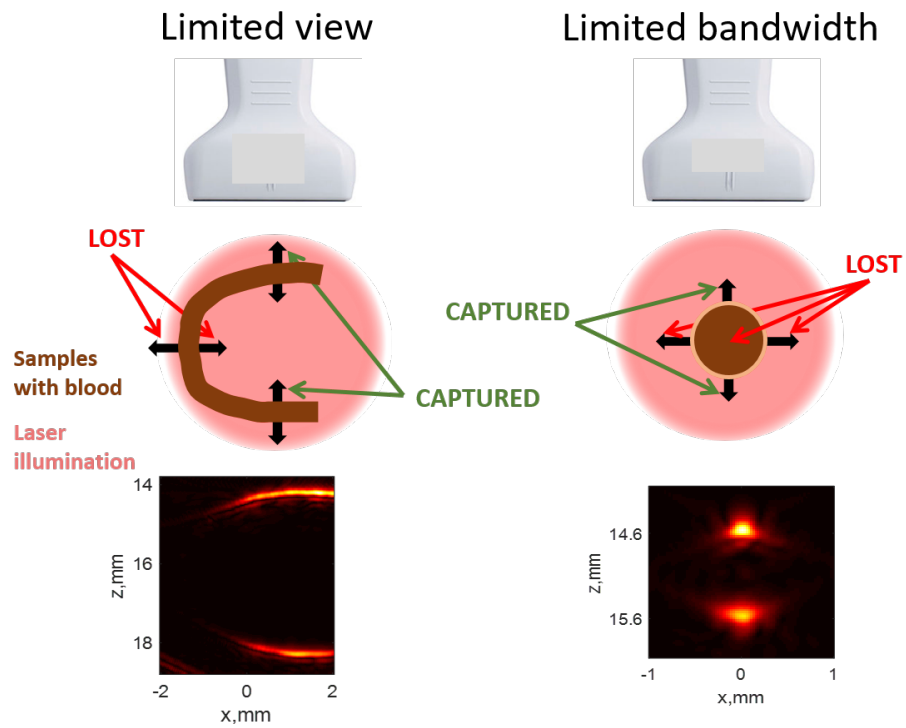 Limited view
Limited bandwidth
LOST
CAPTURED
Samples
with blood
Laser
illumination
CAPTURED
LOST
14
16
18
z,mm
-2
0
2
x,mm
14.6
15.6
z,mm
-1
0
1
x,mm